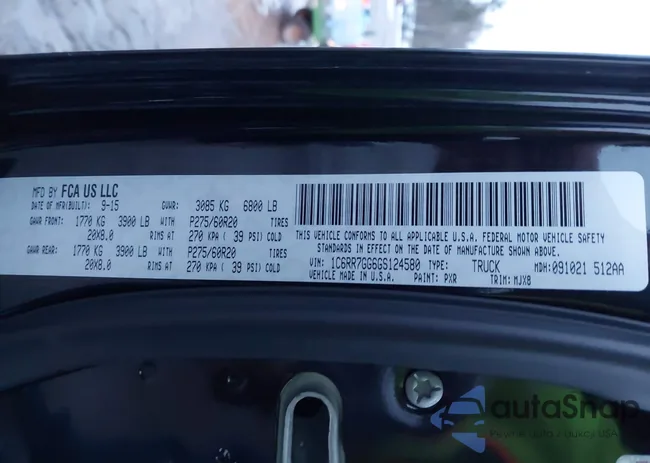 MFD BY FCA US LLC
DATE OF MFR(BUILT): 9-15 GVWR: 3085 KG 6800 LB
GAWR FRONT: 1770 KG 3900 LB WITH P275/60R20 TIRES
20X8.0 RIMS AT 270 KPA ( 39 PSI) COLD
GAWR REAR: 1770 KG 3900 LB WITH P275/60R20 TIRES
20X8.0 RIMS AT 270 KPA ( 39 PSI) COLD
THIS VEHICLE CONFORMS TO ALL APPLICABLE U.S.A. FEDERAL MOTOR VEHICLE SAFETY
STANDARDS IN EFFECT ON THE DATE OF MANUFACTURE SHOWN ABOVE.
VIN: 1C6RR7GG6GS124580 TYPE: TRUCK MDH: 091021 512AA
VEHICLE MADE IN U.S.A. PAINT: PXR TRIM: MJX8
autoSnap